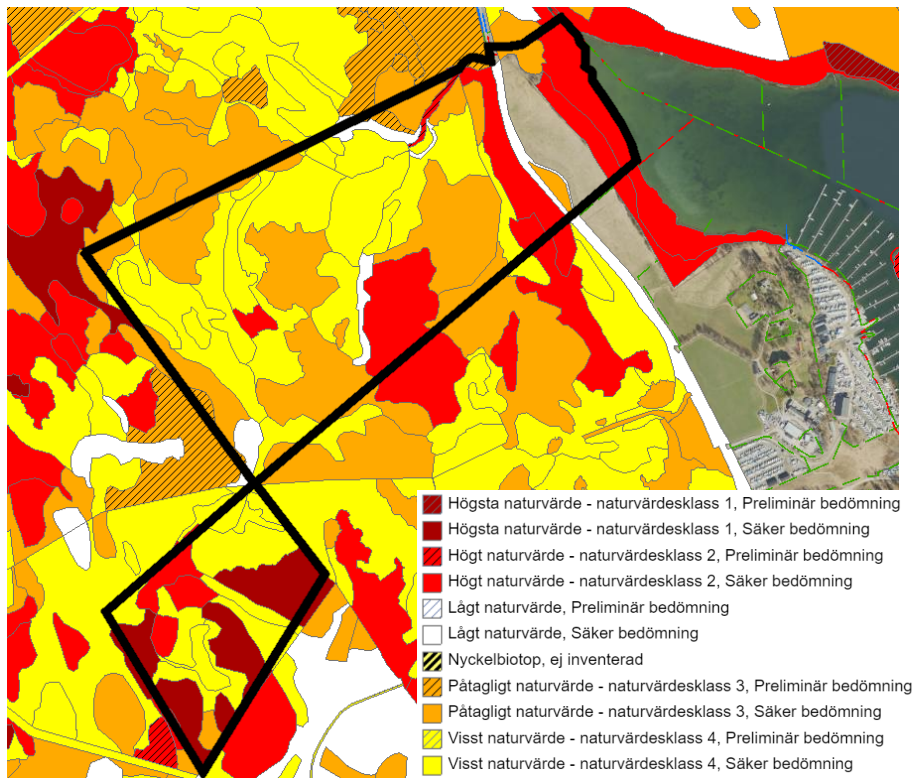 Högsta naturvärde - naturvärdesklass 1, Preliminär bedömning
Högsta naturvärde - naturvärdesklass 1, Säker bedömning
Högt naturvärde - naturvärdesklass 2, Preliminär bedömning
Högt naturvärde - naturvärdesklass 2, Säker bedömning
Lågt naturvärde, Preliminär bedömning
Lågt naturvärde, Säker bedömning
Nyckelbiotop, ej inventerad
Påtagligt naturvärde - naturvärdesklass 3, Preliminär bedömning
Påtagligt naturvärde - naturvärdesklass 3, Säker bedömning
Visst naturvärde - naturvärdesklass 4, Preliminär bedömning
Visst naturvärde - naturvärdesklass 4, Säker bedömning